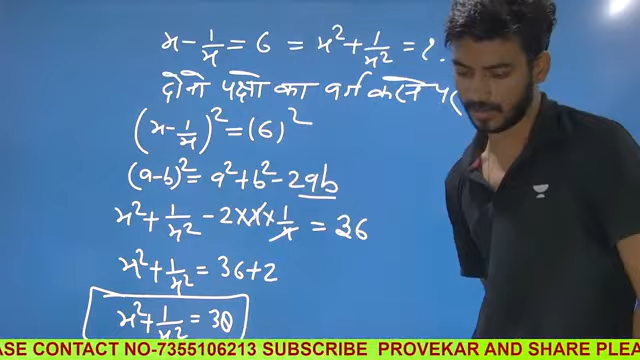 x - 1/x = 6 = x² + 1/x² = ?.
दोनो पक्षो का वर्ग करने प
(x - 1/x)² = (6)²
(a-b)² = a² + b² - 2ab
x² + 1/x² - 2 × x × 1/x = 36
x² + 1/x² = 36+2
x² + 1/x² = 38
ASE CONTACT NO-7355106213 SUBSCRIBE PROVEKAR AND SHARE PLEA